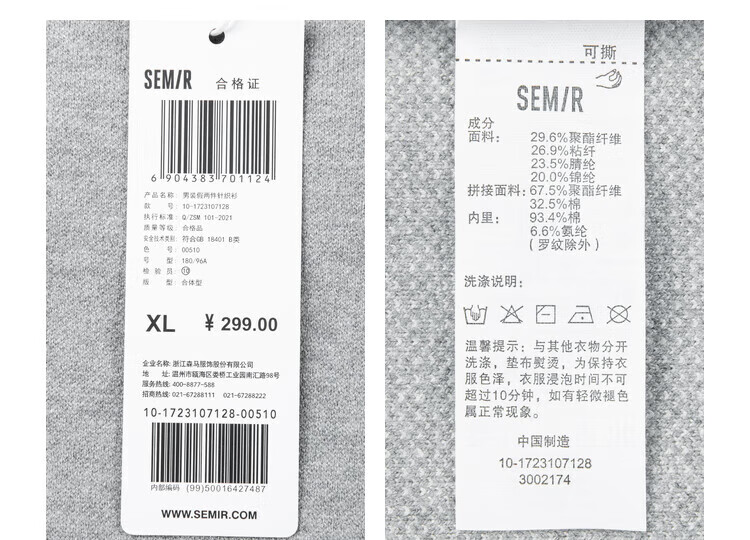 SEM/R 合格证
6 904383 701124
产品名称: 男装假两件针织衫
款 号: 10-1723107128
执行标准: Q/ZSM 101-2021
质量等级: 合格品
安全技术类别: 符合GB 18401 B类
色 号: 00510
号 型: 180/96A
检 验 员: ⑩
版 型: 合体型
XL ¥ 299.00
企业名称: 浙江森马服饰股份有限公司
地 址: 温州市瓯海区娄桥工业园南汇路98号
服务热线: 400-8877-588
招商热线: 021-67288111 021-67288222
10-1723107128-00510
内部编码 (99)50016427487
WWW.SEMIR.COM
可撕
SEM/R
成分
面料: 29.6%聚酯纤维
26.9%粘纤
23.5%腈纶
20.0%锦纶
拼接面料: 67.5%聚酯纤维
32.5%棉
内里: 93.4%棉
6.6%氨纶
(罗纹除外)
洗涤说明:
温馨提示: 与其他衣物分开
洗涤, 垫布熨烫, 为保持衣
服色泽, 衣服浸泡时间不可
超过10分钟, 如有轻微褪色
属正常现象。
中国制造
10-1723107128
3002174